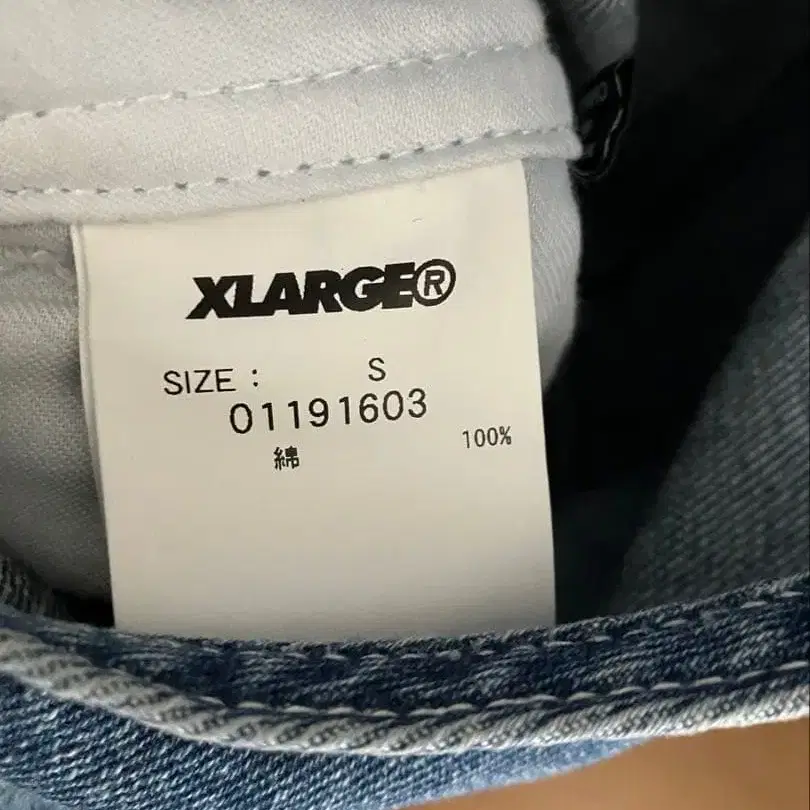 XLARGE®
SIZE : S
01191603
綿 100%